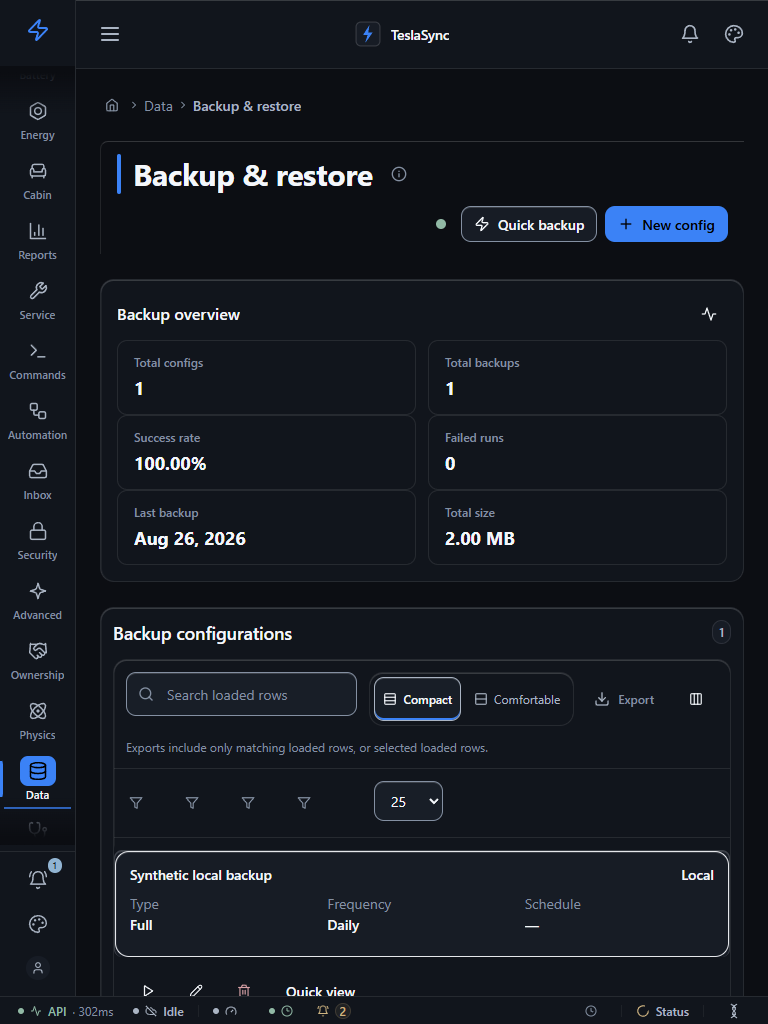 TeslaSync
Battery
Energy
Cabin
Reports
Service
Commands
Automation
Inbox
Security
Advanced
Ownership
Physics
Data
1
Data
Backup & restore
Backup & restore
Quick backup
New config
Backup overview
Total configs
1
Total backups
1
Success rate
100.00%
Failed runs
0
Last backup
Aug 26, 2026
Total size
2.00 MB
Backup configurations
1
Search loaded rows
Compact
Comfortable
Export
Exports include only matching loaded rows, or selected loaded rows.
25
Synthetic local backup
Local
Type
Frequency
Schedule
Full
Daily
—
Quick view
API · 302ms
Idle
2
Status